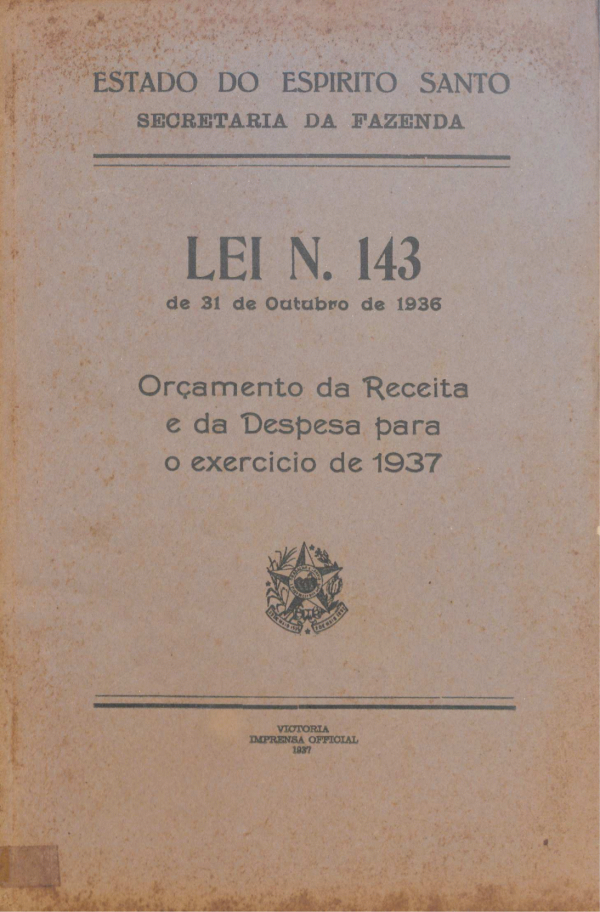 ESTADO DO ESPIRITO SANTO
SECRETARIA DA FAZENDA
LEI N. 143
de 31 de Outubro de 1936
Orçamento da Receita
e da Despesa para
o exercicio de 1937
VICTORIA
IMPRENSA OFFICIAL
1937